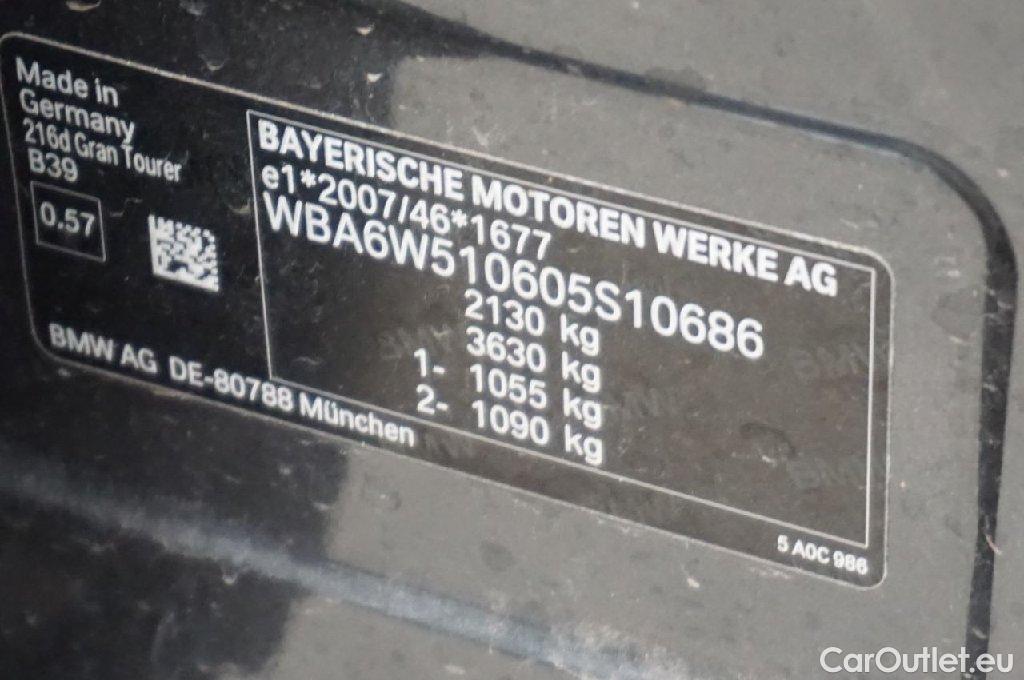 Made in
Germany
216d Gran Tourer
B39
0.57
BAYERISCHE MOTOREN WERKE AG
e1*2007/46*1677
WBA6W510605S10686
2130 kg
3630 kg
1- 1055 kg
2- 1090 kg
BMW AG DE-80788 München
5 A0C 986
CarOutlet.eu